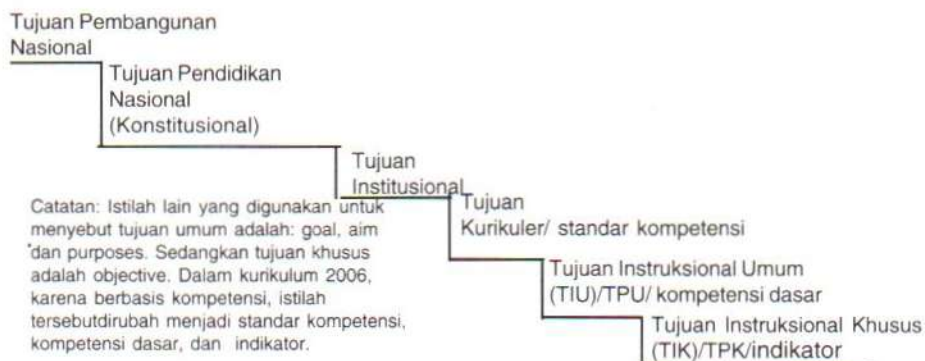 Tujuan Pembangunan
Nasional
Tujuan Pendidikan
Nasional
(Konstitusional)
Tujuan
Institusional
Tujuan
Kurikuler/ standar kompetensi
Tujuan Instruksional Umum
(TIU)/TPU/ kompetensi dasar
Tujuan Instruksional Khusus
(TIK)/TPK/indikator
Catatan: Istilah lain yang digunakan untuk
menyebut tujuan umum adalah: goal, aim
dan purposes. Sedangkan tujuan khusus
adalah objective. Dalam kurikulum 2006,
karena berbasis kompetensi, istilah
tersebutdirubah menjadi standar kompetensi,
kompetensi dasar, dan indikator.